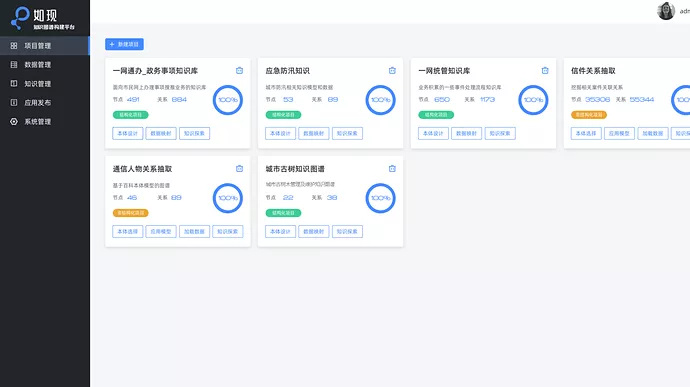 如现
知识图谱构建平台
adm
项目管理
数据管理
知识管理
应用发布
系统管理
+ 新建项目
一网通办_政务事项知识库
面向市民网上办理事项提报业务的知识库
节点 491 关系 884
100%
结构化项目
本体设计 数据映射 知识探索
应急防汛知识
城市防汛相关知识模型和数据
节点 53 关系 89
100%
结构化项目
本体设计 数据映射 知识探索
一网统管知识库
业务积累的一些事件处置流程知识库
节点 650 关系 1173
100%
结构化项目
本体设计 数据映射 知识探索
信件关系抽取
挖掘相关案件关联关系
节点 35308 关系 55344
非结构化项目
本体选择 应用模型 加载数据 知识探
通信人物关系抽取
基于百科本体模型的图谱
节点 46 关系 89
100%
非结构化项目
本体选择 应用模型 加载数据 知识探索
城市古树知识图谱
城市古树木管理及维护知识图谱
节点 22 关系 38
100%
结构化项目
本体设计 数据映射 知识探索